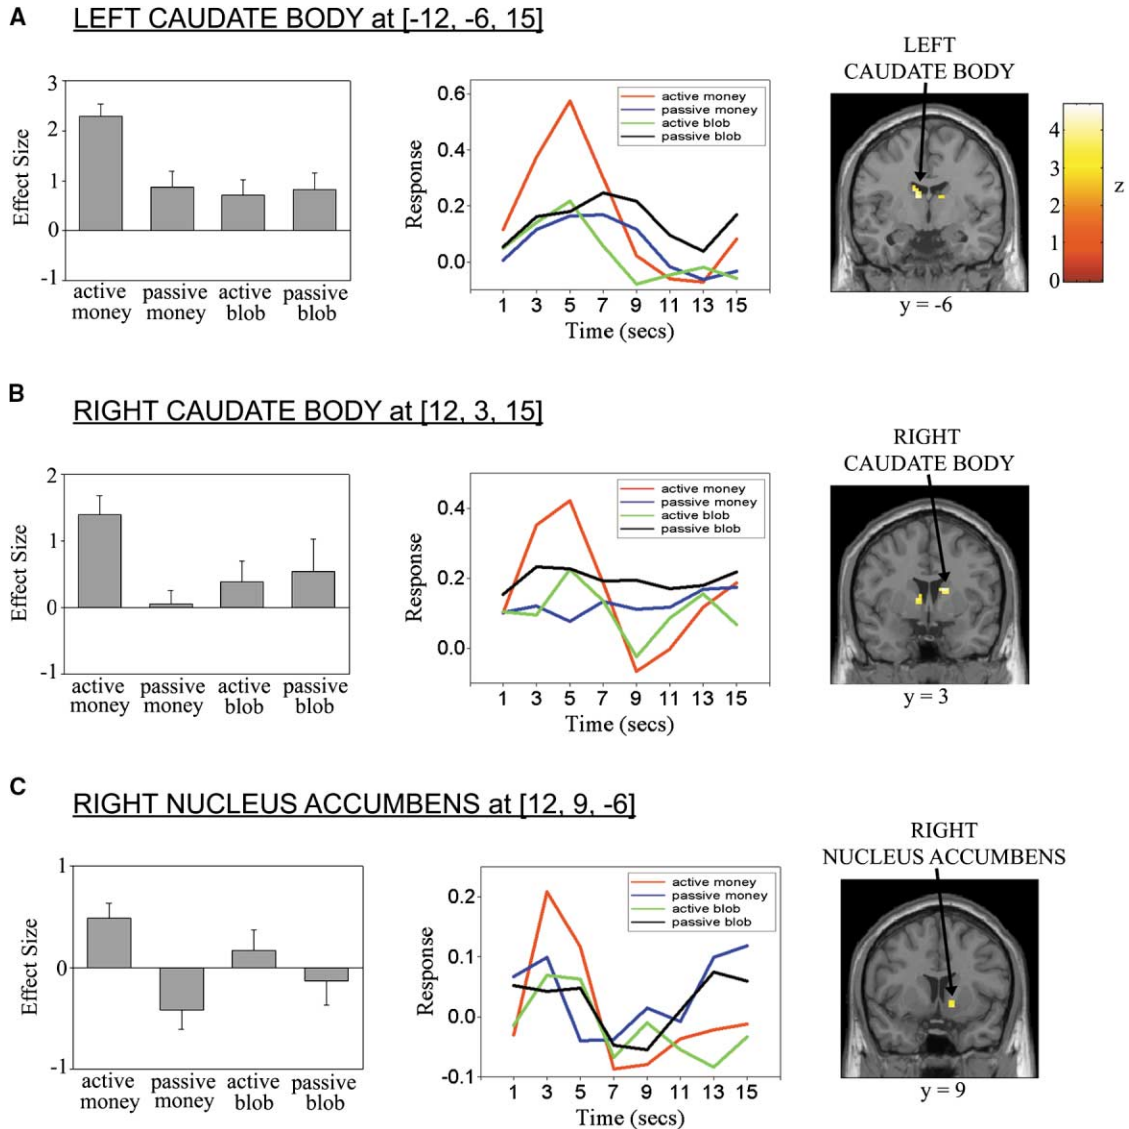 A
LEFT CAUDATE BODY at [-12, -6, 15]
3
2
1
0
-1
Effect Size
active money
passive money
active blob
passive blob
0.6
0.4
0.2
0.0
Response
active money
passive money
active blob
passive blob
1 3 5 7 9 11 13 15
Time (secs)
LEFT
CAUDATE BODY
y = -6
4
3
2
1
0
z
B
RIGHT CAUDATE BODY at [12, 3, 15]
2
1
0
-1
Effect Size
active money
passive money
active blob
passive blob
0.4
0.2
0.0
Response
active money
passive money
active blob
passive blob
1 3 5 7 9 11 13 15
Time (secs)
RIGHT
CAUDATE BODY
y = 3
C
RIGHT NUCLEUS ACCUMBENS at [12, 9, -6]
1
0
-1
Effect Size
active money
passive money
active blob
passive blob
0.2
0.1
0.0
-0.1
Response
active money
passive money
active blob
passive blob
1 3 5 7 9 11 13 15
Time (secs)
RIGHT
NUCLEUS ACCUMBENS
y = 9